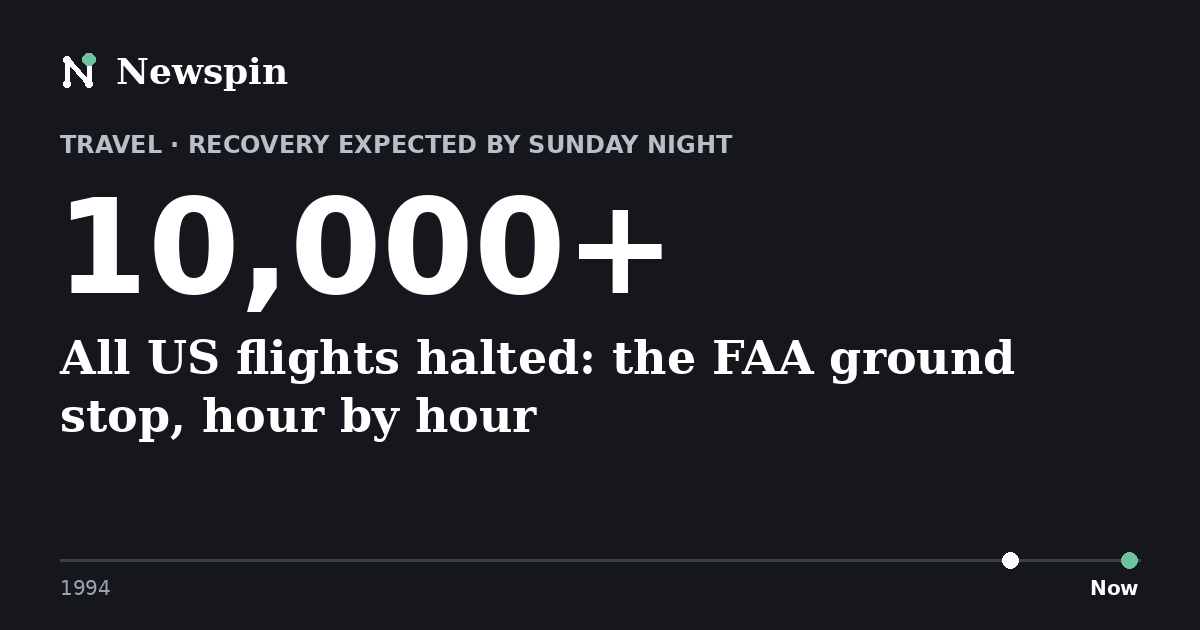 Newspin
TRAVEL · RECOVERY EXPECTED BY SUNDAY NIGHT
10,000+
All US flights halted: the FAA ground
stop, hour by hour
1994
Now